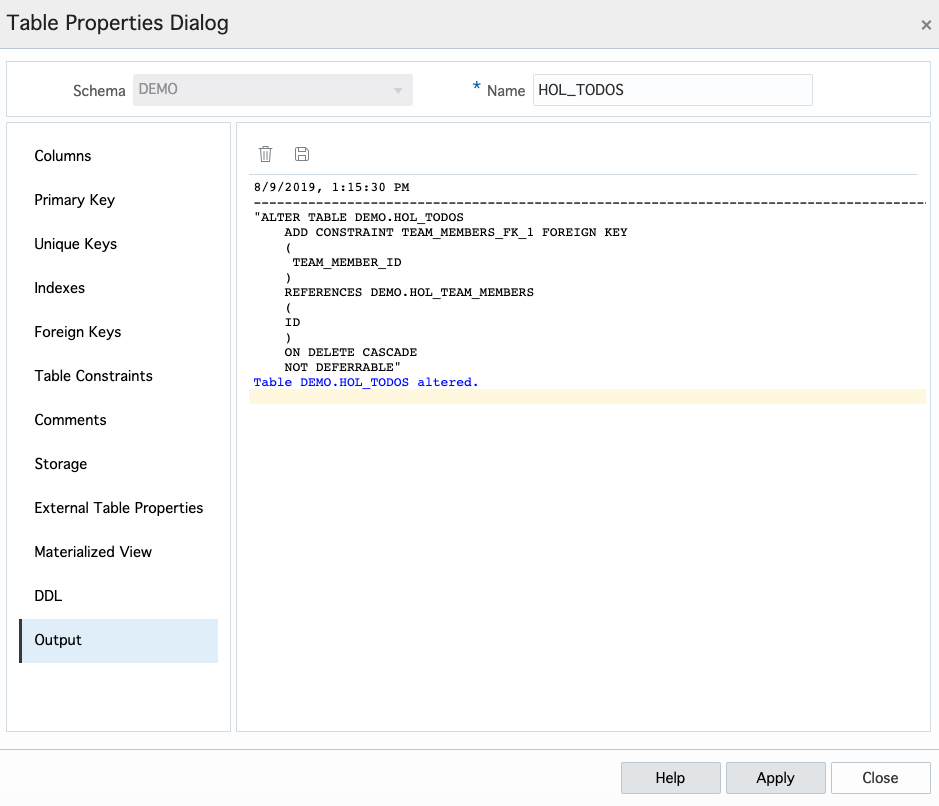 Table Properties Dialog
×
Schema DEMO * Name HOL_TODOS
Columns
Primary Key
Unique Keys
Indexes
Foreign Keys
Table Constraints
Comments
Storage
External Table Properties
Materialized View
DDL
Output
8/9/2019, 1:15:30 PM
---------------------------------------------------------------------------------------
"ALTER TABLE DEMO.HOL_TODOS
    ADD CONSTRAINT TEAM_MEMBERS_FK_1 FOREIGN KEY
    (
     TEAM_MEMBER_ID
    )
    REFERENCES DEMO.HOL_TEAM_MEMBERS
    (
    ID
    )
    ON DELETE CASCADE
    NOT DEFERRABLE"
Table DEMO.HOL_TODOS altered.
Help Apply Close